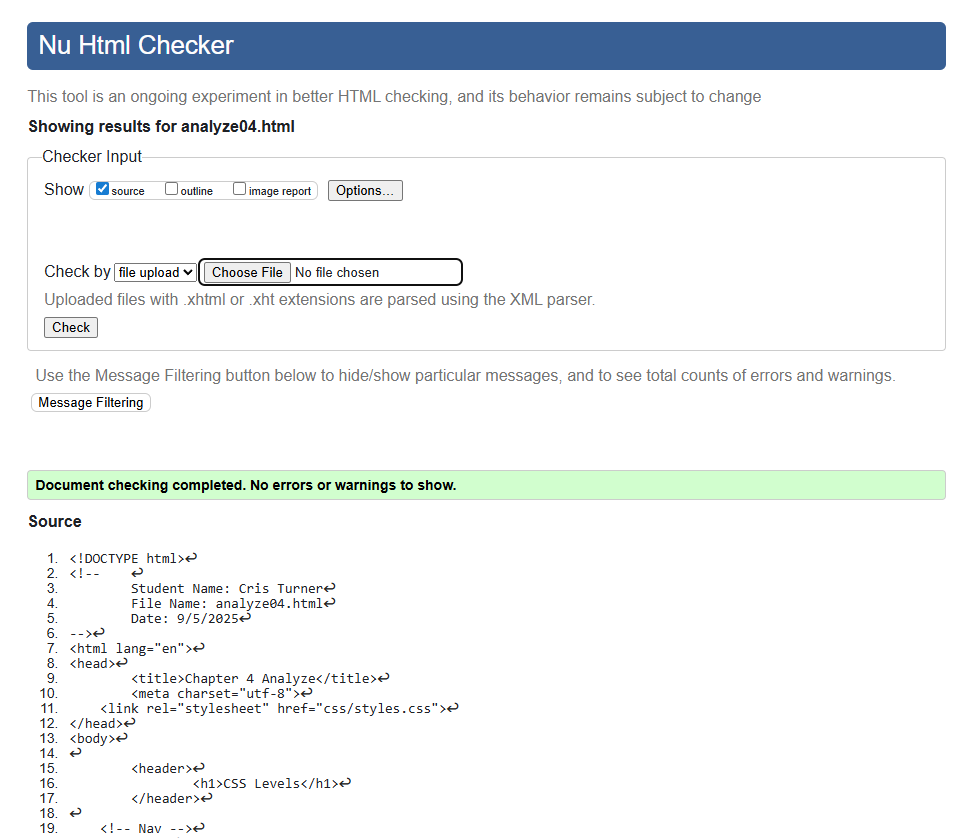 Nu Html Checker
This tool is an ongoing experiment in better HTML checking, and its behavior remains subject to change
Showing results for analyze04.html
Checker Input
Show source outline image report Options...
Check by file upload Choose File No file chosen
Uploaded files with .xhtml or .xht extensions are parsed using the XML parser.
Check
Use the Message Filtering button below to hide/show particular messages, and to see total counts of errors and warnings.
Message Filtering
Document checking completed. No errors or warnings to show.
Source
1. <!DOCTYPE html>↩
2. <!-- ↩
3. Student Name: Cris Turner↩
4. File Name: analyze04.html↩
5. Date: 9/5/2025↩
6. -->↩
7. <html lang="en">↩
8. <head>↩
9. <title>Chapter 4 Analyze</title>↩
10. <meta charset="utf-8">↩
11. <link rel="stylesheet" href="css/styles.css">↩
12. </head>↩
13. <body>↩
14. ↩
15. <header>↩
16. <h1>CSS Levels</h1>↩
17. </header>↩
18. ↩
19. <!-- Nav -->↩